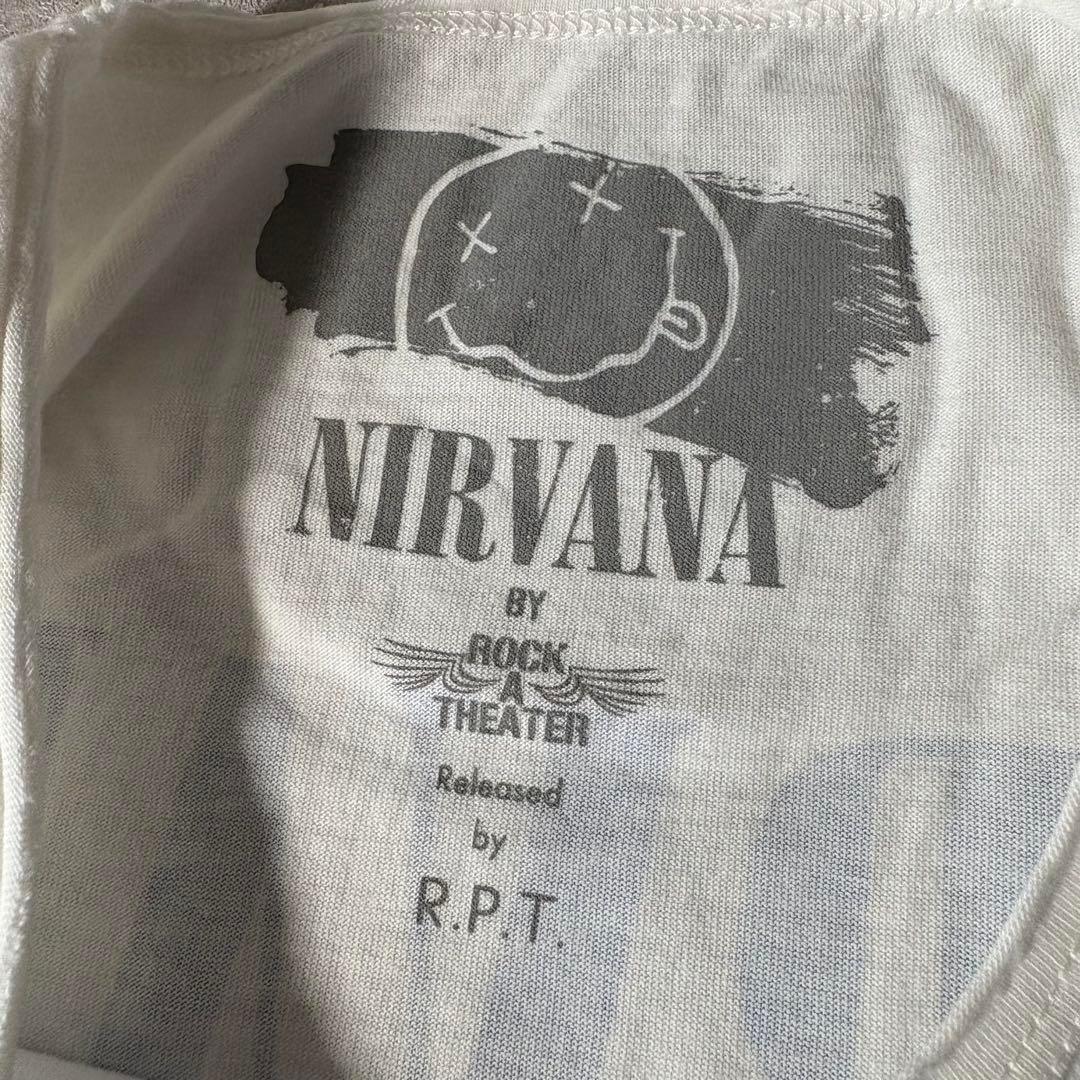 NIRVANA
BY
ROCK
A
THEATER
Released
by
R.P.T.